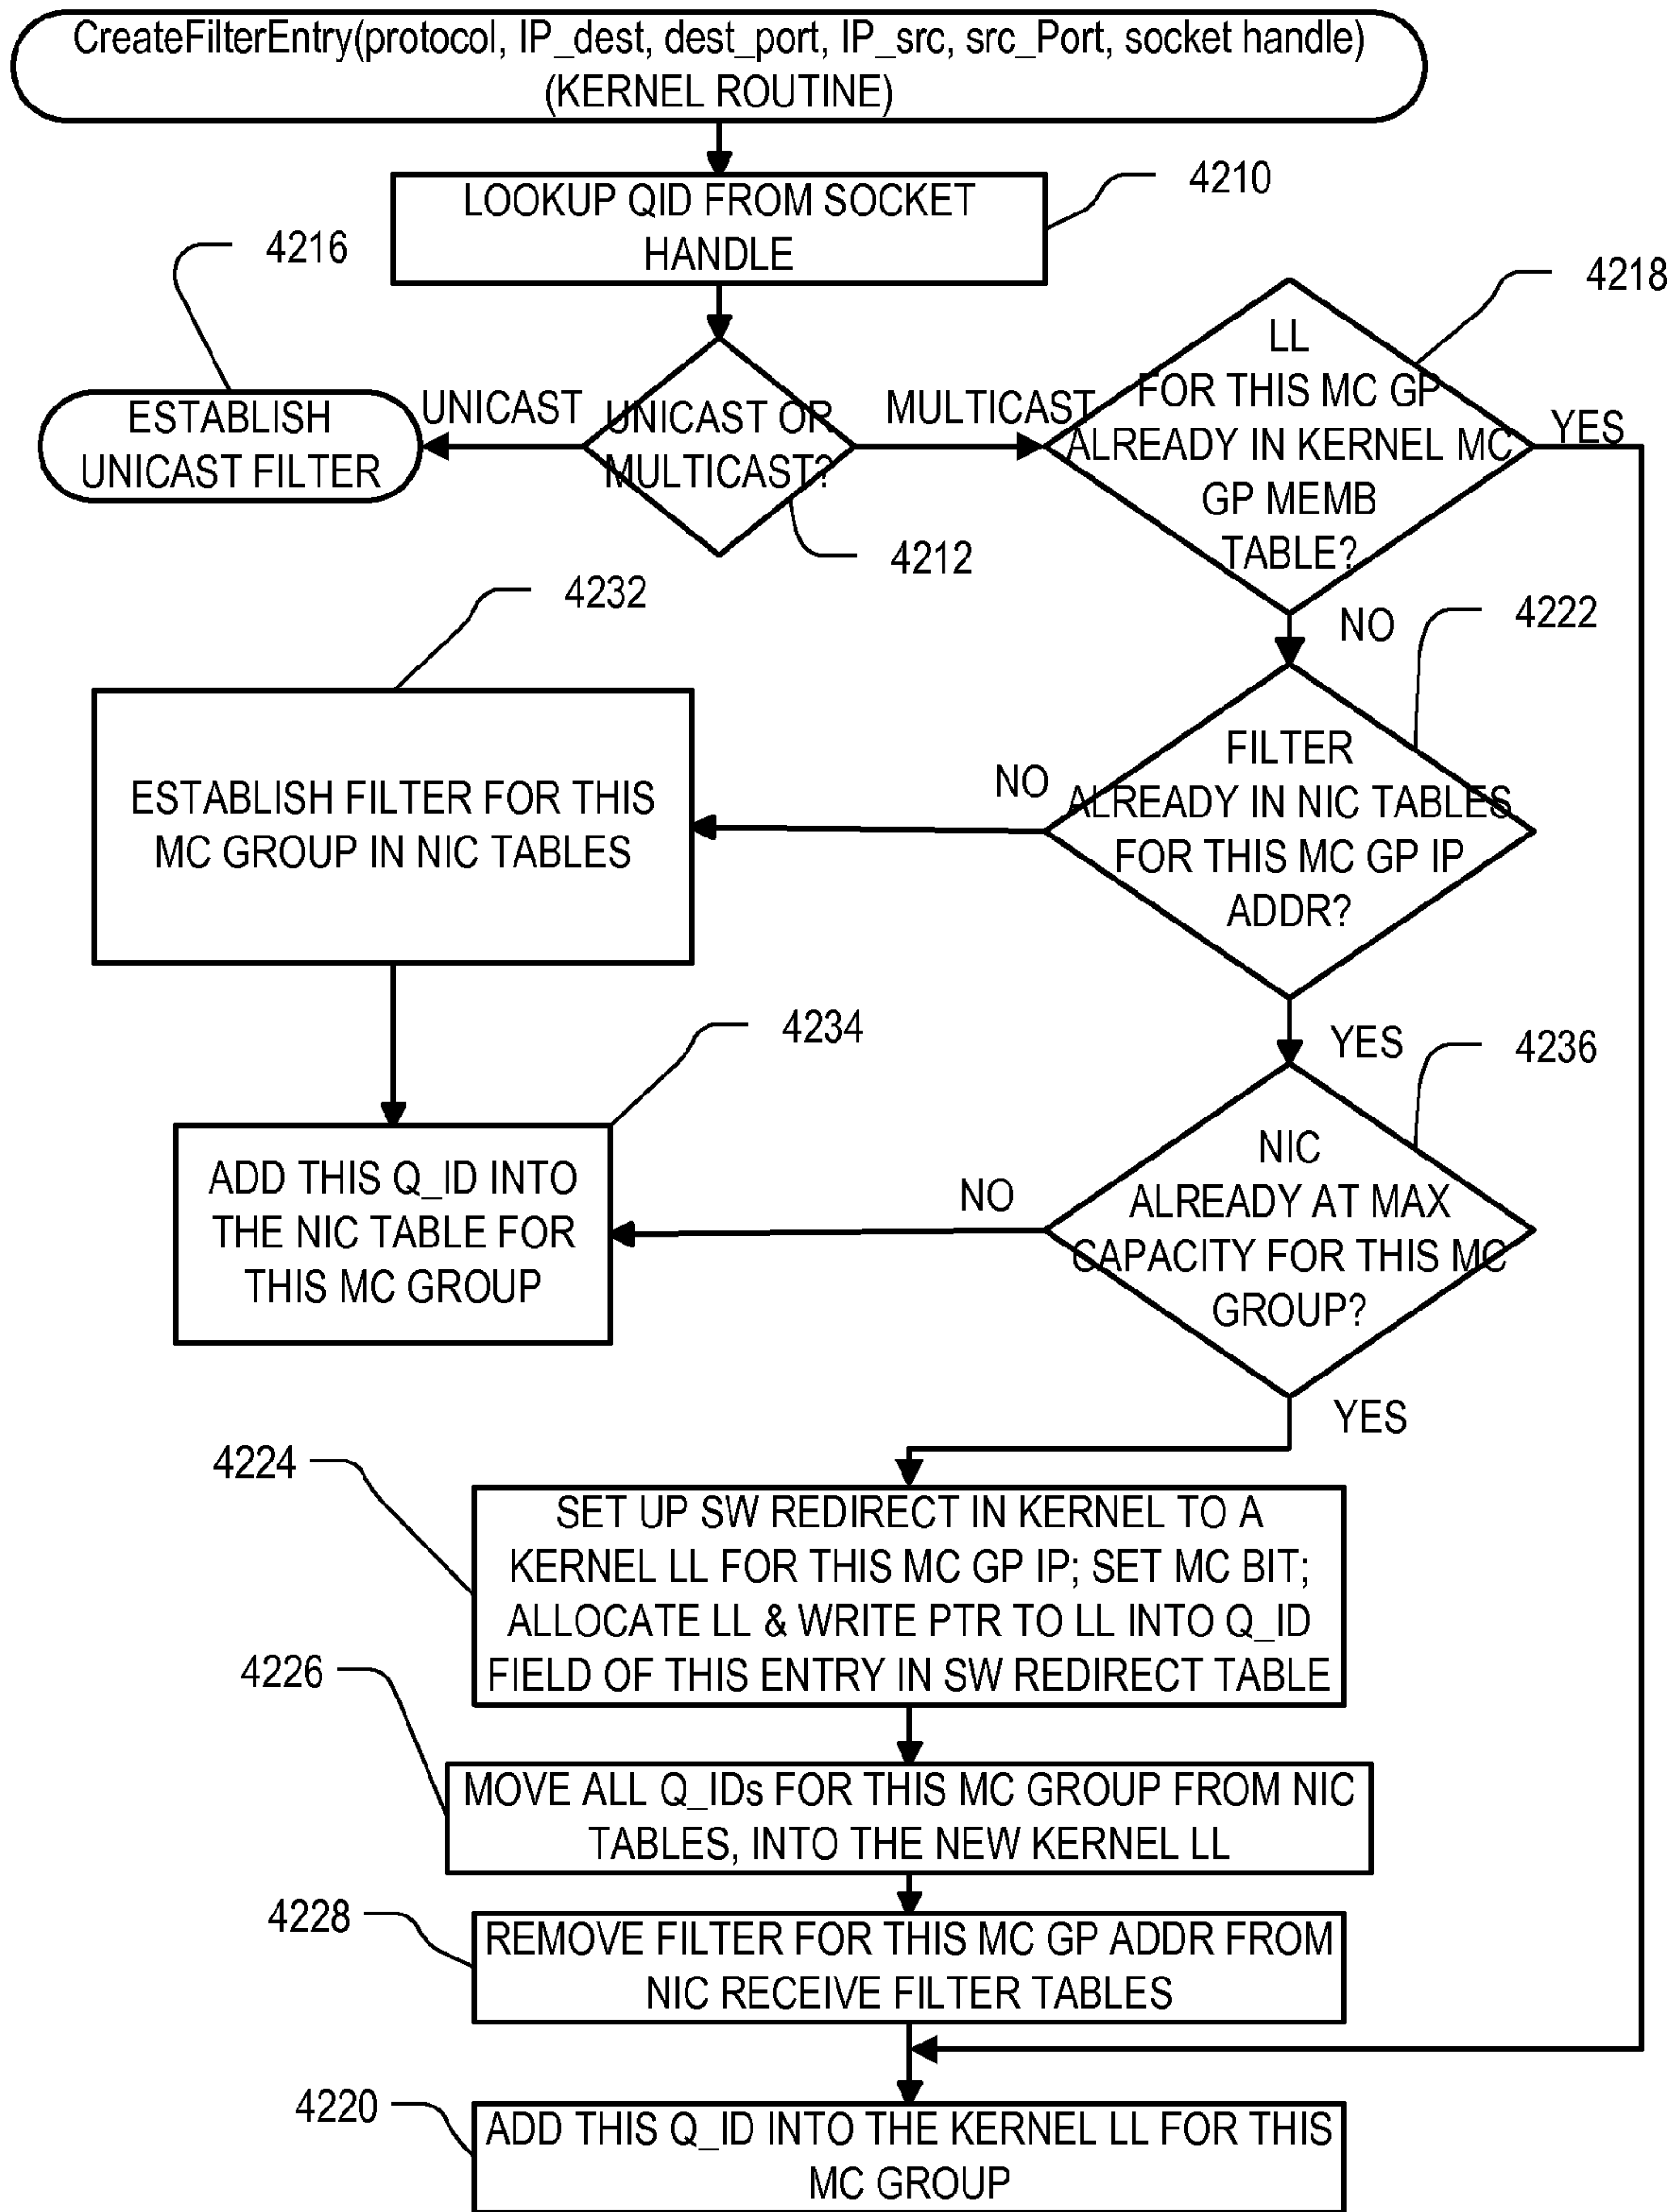 CreateFilterEntry(protocol, IP_dest, dest_port, IP_src, src_Port, socket handle)
(KERNEL ROUTINE)
LOOKUP QID FROM SOCKET
HANDLE
4210
4216
ESTABLISH
UNICAST FILTER
UNICAST
UNICAST OR
MULTICAST?
MULTICAST
4212
4218
LL
FOR THIS MC GP
ALREADY IN KERNEL MC
GP MEMB
TABLE?
YES
NO
4232
4222
ESTABLISH FILTER FOR THIS
MC GROUP IN NIC TABLES
NO
FILTER
ALREADY IN NIC TABLES
FOR THIS MC GP IP
ADDR?
YES
4234
4236
ADD THIS Q_ID INTO
THE NIC TABLE FOR
THIS MC GROUP
NO
NIC
ALREADY AT MAX
CAPACITY FOR THIS MC
GROUP?
YES
4224
SET UP SW REDIRECT IN KERNEL TO A
KERNEL LL FOR THIS MC GP IP; SET MC BIT;
ALLOCATE LL & WRITE PTR TO LL INTO Q_ID
FIELD OF THIS ENTRY IN SW REDIRECT TABLE
4226
MOVE ALL Q_IDs FOR THIS MC GROUP FROM NIC
TABLES, INTO THE NEW KERNEL LL
4228
REMOVE FILTER FOR THIS MC GP ADDR FROM
NIC RECEIVE FILTER TABLES
4220
ADD THIS Q_ID INTO THE KERNEL LL FOR THIS
MC GROUP